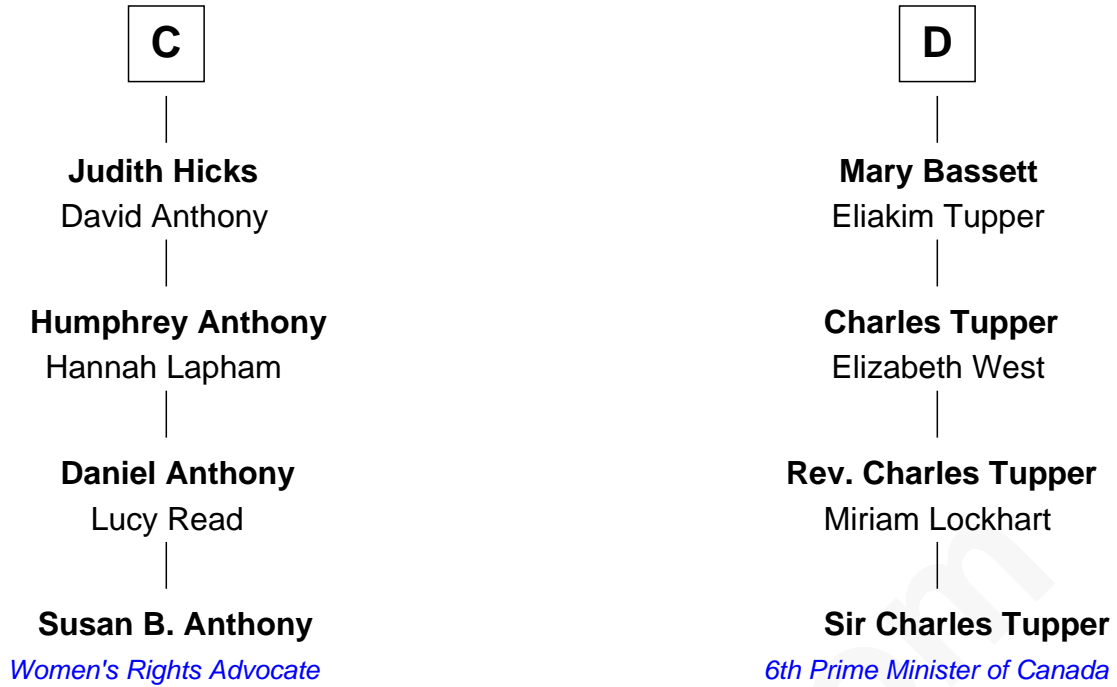 C
Judith Hicks
David Anthony
Humphrey Anthony
Hannah Lapham
Daniel Anthony
Lucy Read
Susan B. Anthony
Women's Rights Advocate
D
Mary Bassett
Eliakim Tupper
Charles Tupper
Elizabeth West
Rev. Charles Tupper
Miriam Lockhart
Sir Charles Tupper
6th Prime Minister of Canada